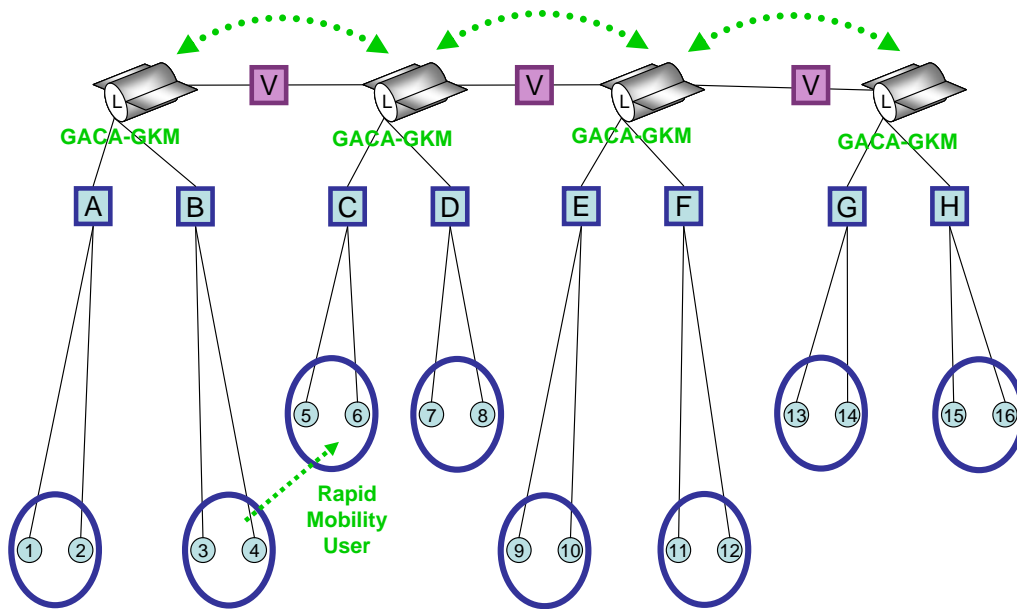 V
V
V
L
L
L
L
GACA-GKM
GACA-GKM
GACA-GKM
GACA-GKM
A
B
C
D
E
F
G
H
5
6
7
8
13
14
15
16
Rapid
Mobility
User
1
2
3
4
9
10
11
12